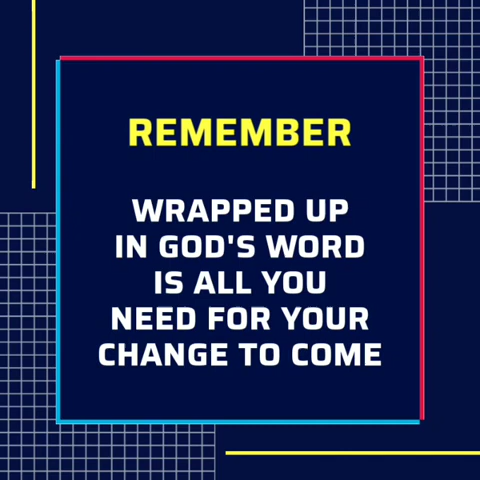 REMEMBER
WRAPPED UP
IN GOD'S WORD
IS ALL YOU
NEED FOR YOUR
CHANGE TO COME